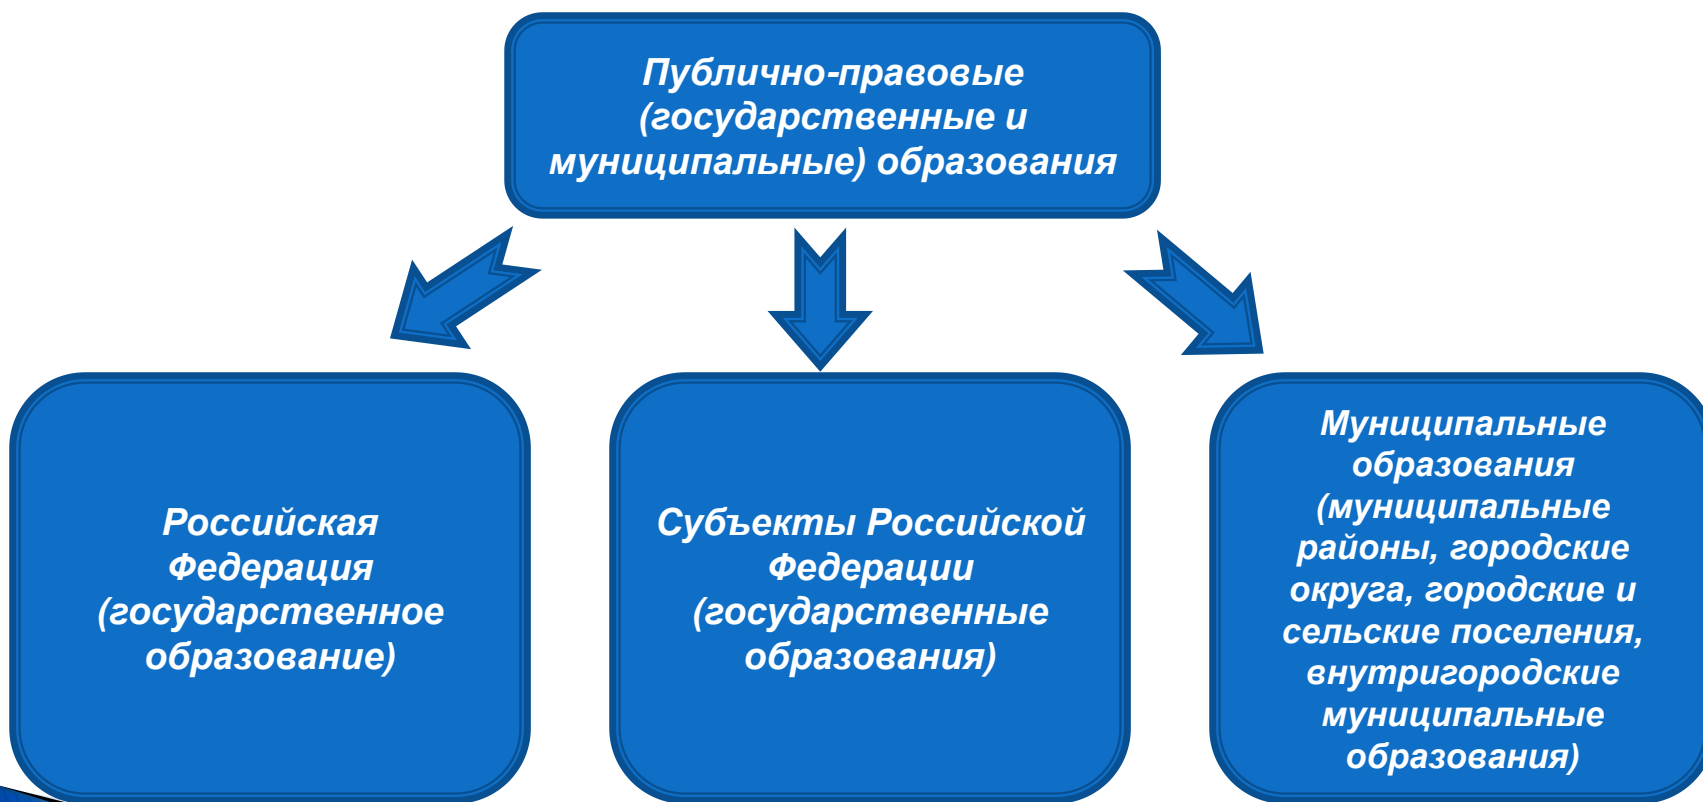 Публично-правовые
(государственные и
муниципальные) образования
Российская
Федерация
(государственное
образование)
Субъекты Российской
Федерации
(государственные
образования)
Муниципальные
образования
(муниципальные
районы, городские
округа, городские и
сельские поселения,
внутригородские
муниципальные
образования)